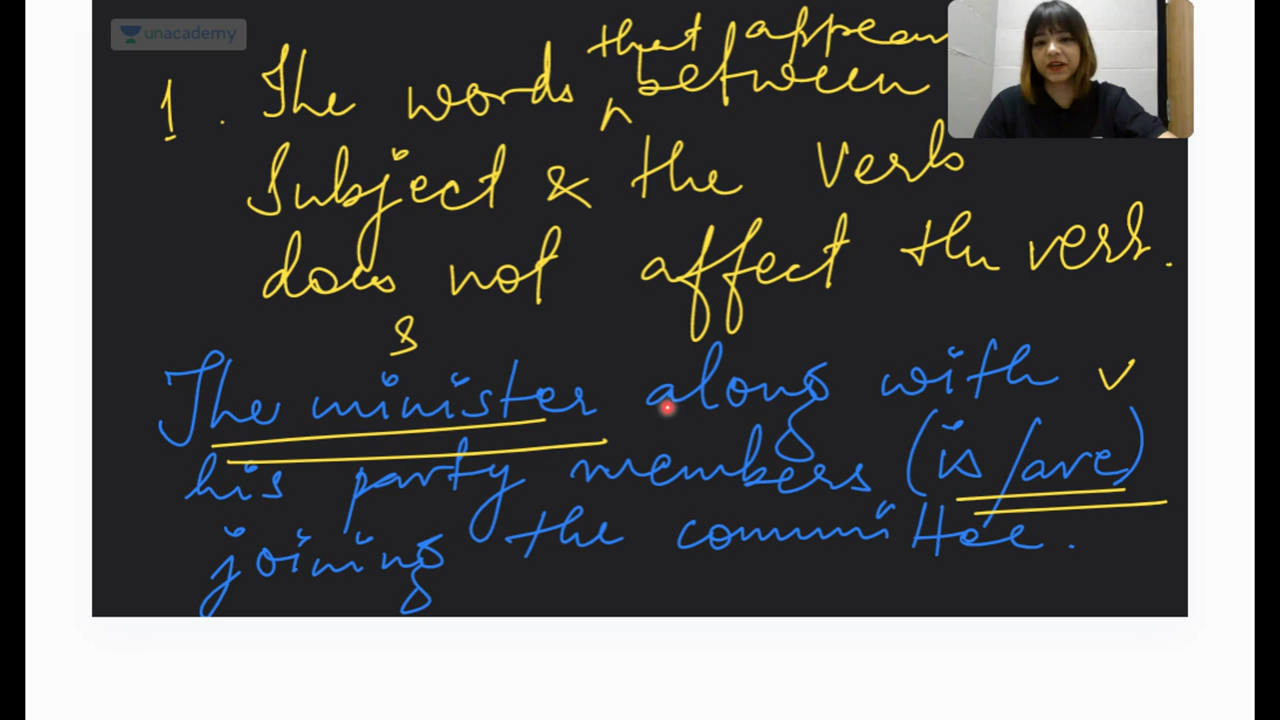 unacademy
that appear
1. The words ^ between
Subject & the Verb
does not affect the verb.
S
The minister along with V
his party members (is/are)
joining the committee.